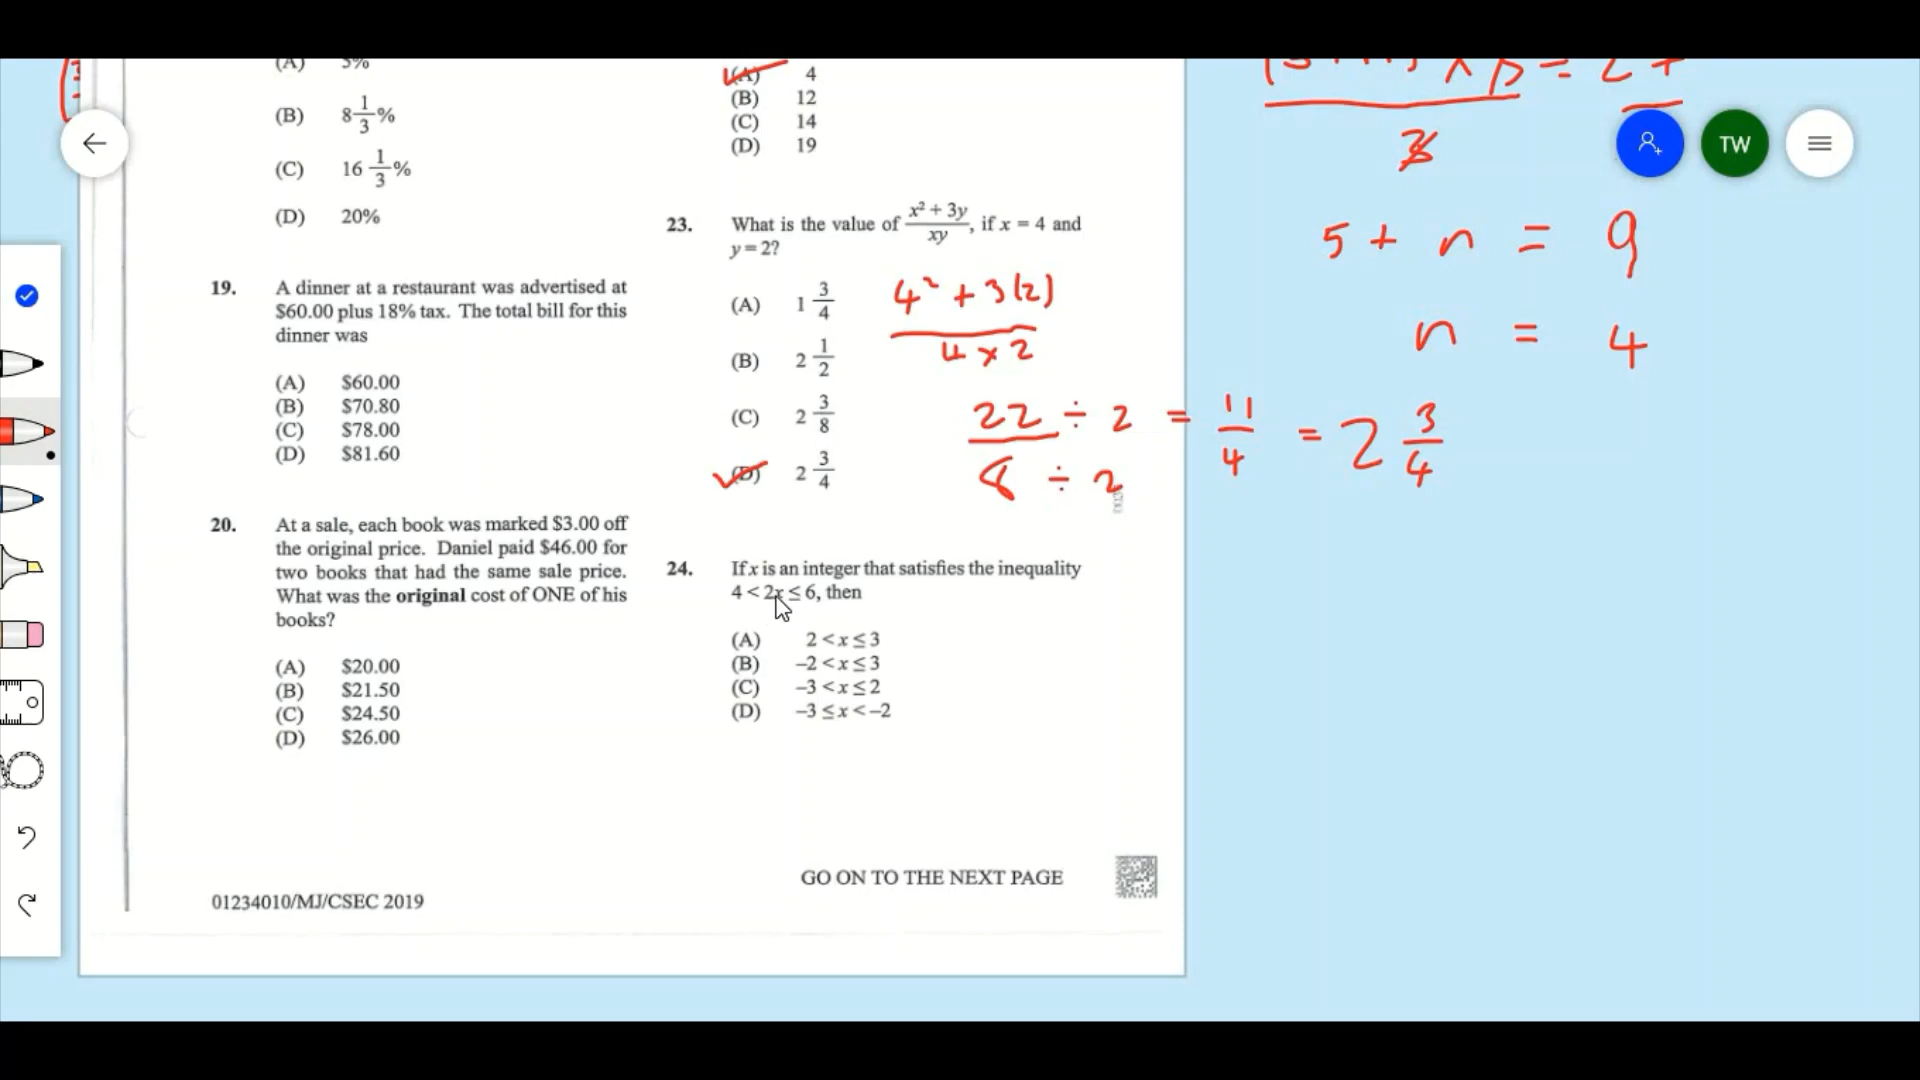 (A) 5%
(B) 8 1/3 %
(C) 16 1/3 %
(D) 20%
19. A dinner at a restaurant was advertised at
$60.00 plus 18% tax. The total bill for this
dinner was
(A) $60.00
(B) $70.80
(C) $78.00
(D) $81.60
20. At a sale, each book was marked $3.00 off
the original price. Daniel paid $46.00 for
two books that had the same sale price.
What was the original cost of ONE of his
books?
(A) $20.00
(B) $21.50
(C) $24.50
(D) $26.00
01234010/MJ/CSEC 2019
(A) 4
(B) 12
(C) 14
(D) 19
23. What is the value of (x² + 3y)/(xy), if x = 4 and
y = 2?
(A) 1 3/4
(B) 2 1/2
(C) 2 3/8
(D) 2 3/4
4² + 3(2)
4 × 2
22 ÷ 2 = 11/4 = 2 3/4
8 ÷ 2
24. If x is an integer that satisfies the inequality
4 < 2x ≤ 6, then
(A) 2 < x ≤ 3
(B) –2 < x ≤ 3
(C) –3 < x ≤ 2
(D) –3 ≤ x < –2
GO ON TO THE NEXT PAGE
3
TW
5 + n = 9
n = 4